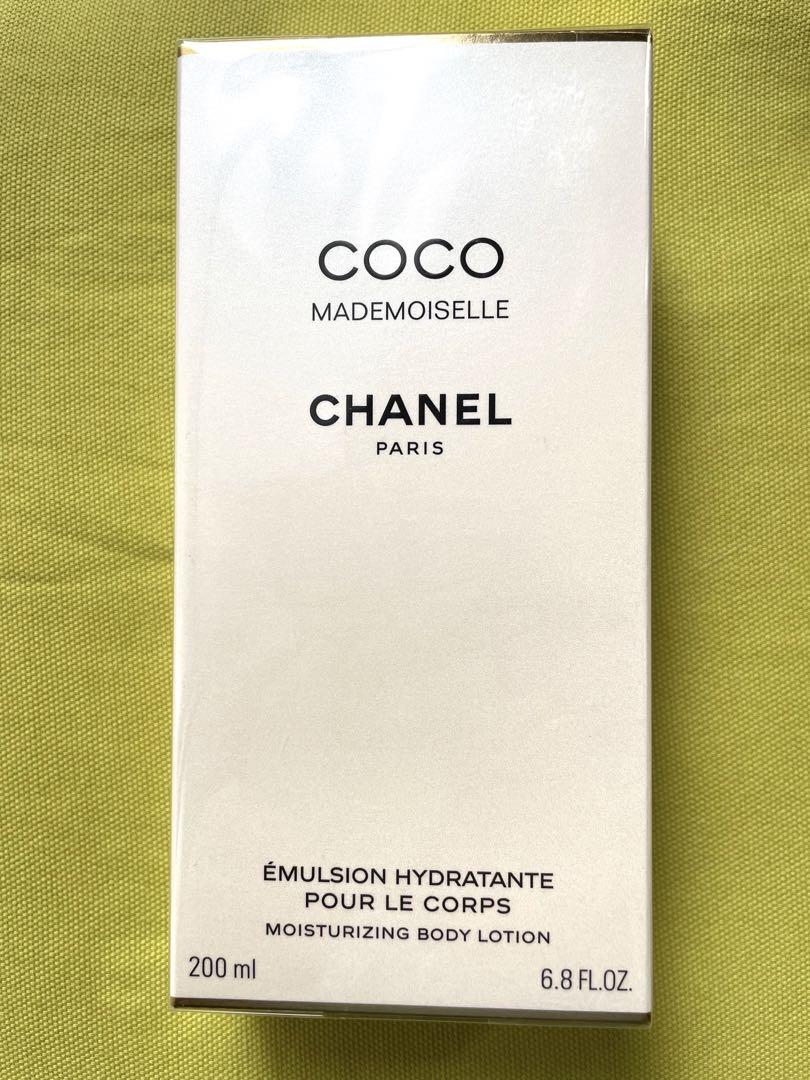 COCO
MADEMOISELLE
CHANEL
PARIS
ÉMULSION HYDRATANTE
POUR LE CORPS
MOISTURIZING BODY LOTION
200 ml
6.8 FL.OZ.